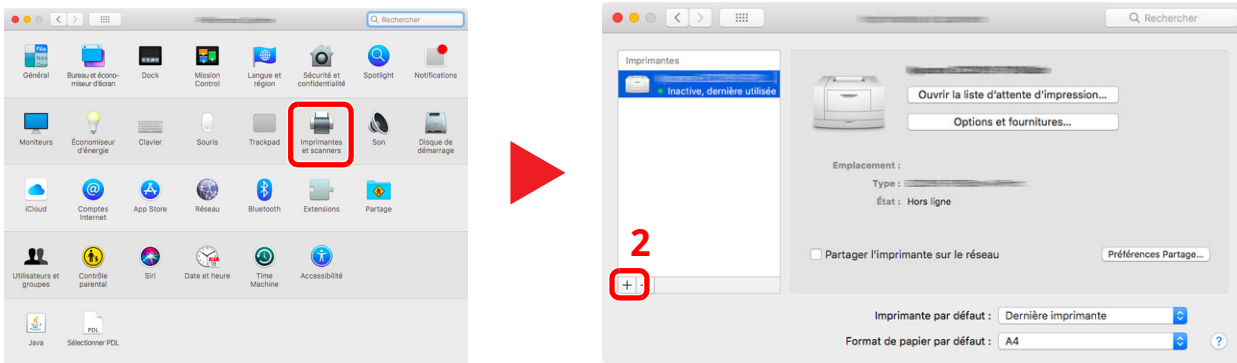 Rechercher
Général
Bureau et écono-
miseur d'écran
Dock
Mission
Control
Langue et
région
Sécurité et
confidentialité
Spotlight
Notifications
Moniteurs
Économiseur
d'énergie
Clavier
Souris
Trackpad
Imprimantes
et scanners
Son
Disque de
démarrage
iCloud
Comptes
Internet
App Store
Réseau
Bluetooth
Extensions
Partage
Utilisateurs et
groupes
Contrôle
parental
Siri
Date et heure
Time
Machine
Accessibilité
PDL
Java
Sélectionner PDL
Rechercher
Imprimantes
Inactive, dernière utilisée
Ouvrir la liste d'attente d'impression...
Options et fournitures...
Emplacement :
Type :
État : Hors ligne
2
Partager l'imprimante sur le réseau
Préférences Partage...
+ -
Imprimante par défaut : Dernière imprimante
Format de papier par défaut : A4
?